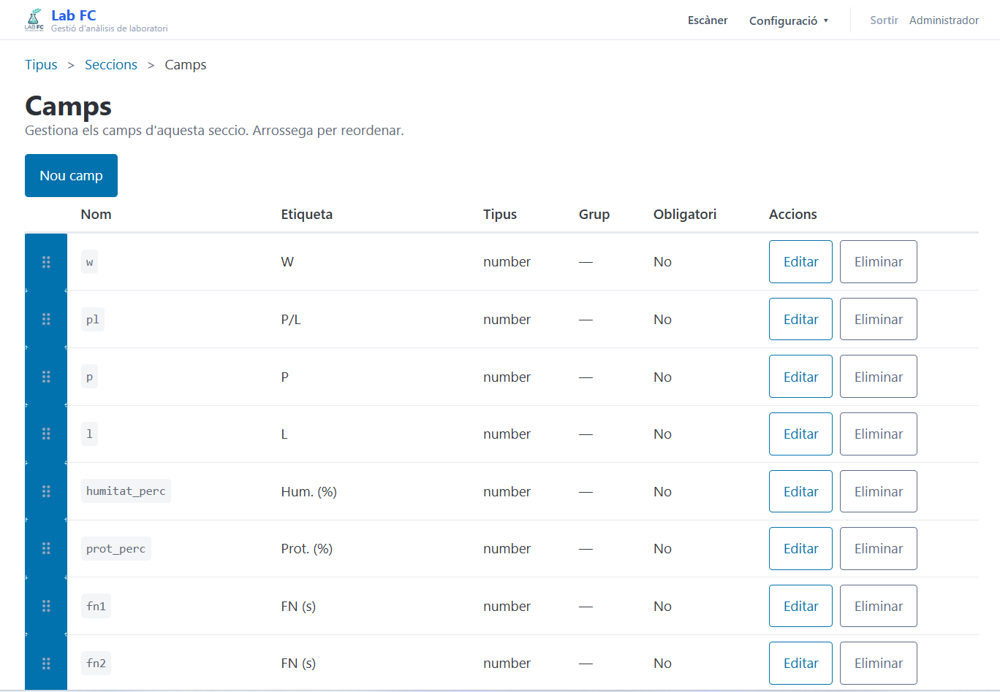 Lab FC
Gestió d'anàlisis de laboratori
LAB FC
Escàner Configuració ▾ Sortir Administrador
Tipus > Seccions > Camps
Camps
Gestiona els camps d'aquesta seccio. Arrossega per reordenar.
Nou camp
Nom Etiqueta Tipus Grup Obligatori Accions
w W number — No Editar Eliminar
pl P/L number — No Editar Eliminar
p P number — No Editar Eliminar
l L number — No Editar Eliminar
humitat_perc Hum. (%) number — No Editar Eliminar
prot_perc Prot. (%) number — No Editar Eliminar
fn1 FN (s) number — No Editar Eliminar
fn2 FN (s) number — No Editar Eliminar